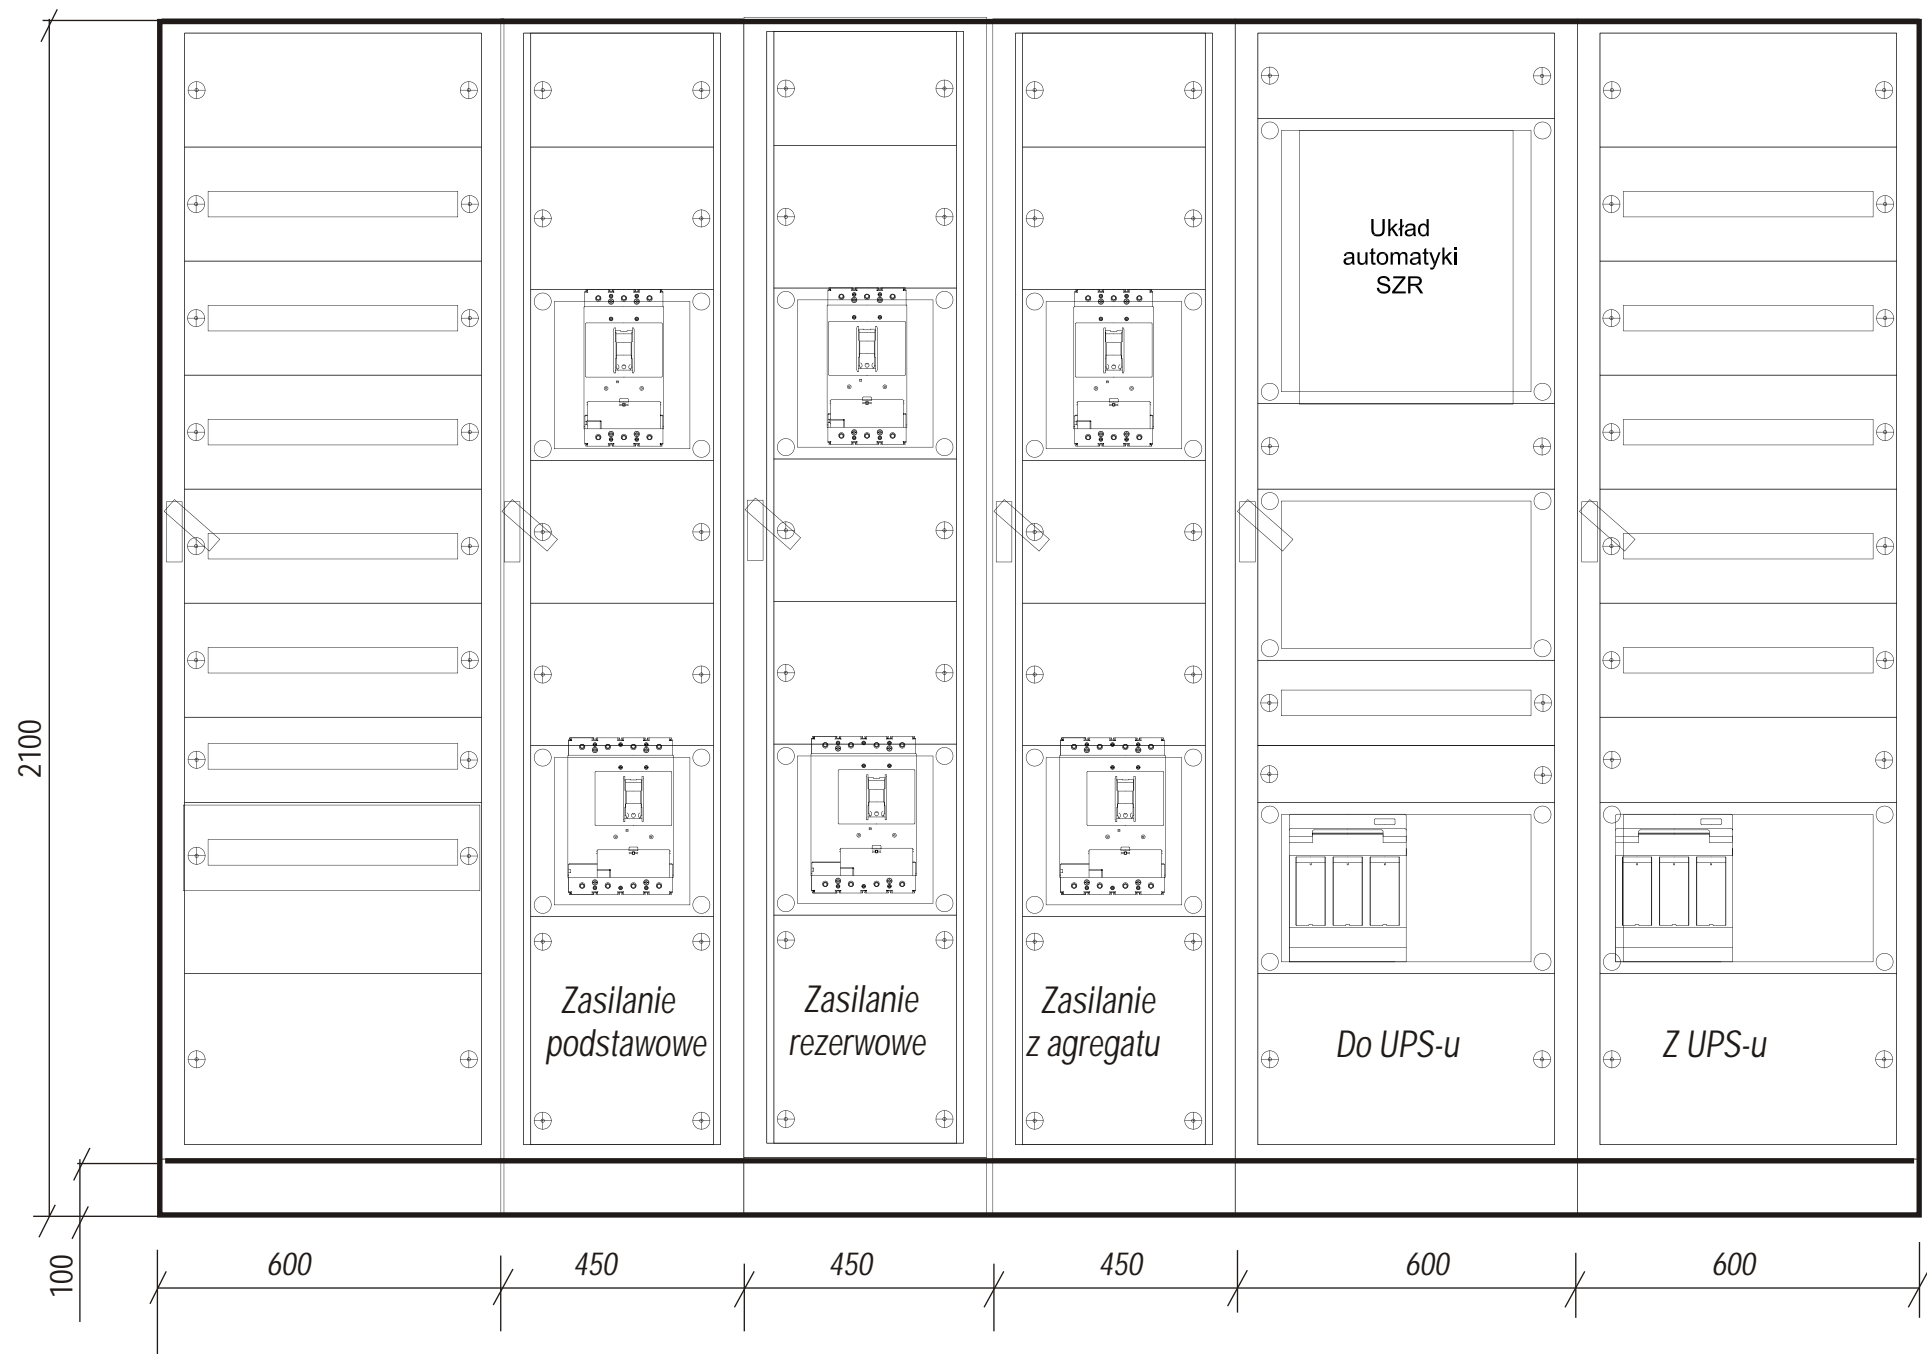 Układ
automatyki
SZR
2100
Zasilanie
podstawowe
Zasilanie
rezerwowe
Zasilanie
z agregatu
Do UPS-u
Z UPS-u
100
600
450
450
450
600
600